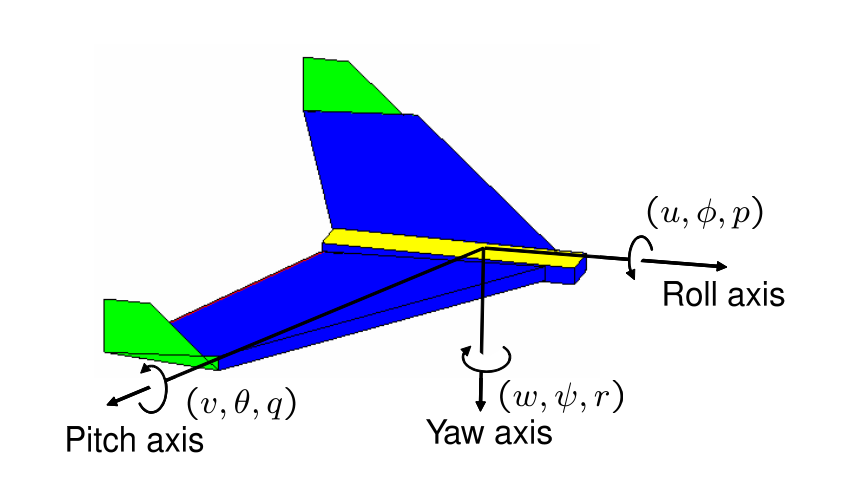 (u, ϕ, p)
Roll axis
(v, θ, q)
Pitch axis
(w, ψ, r)
Yaw axis